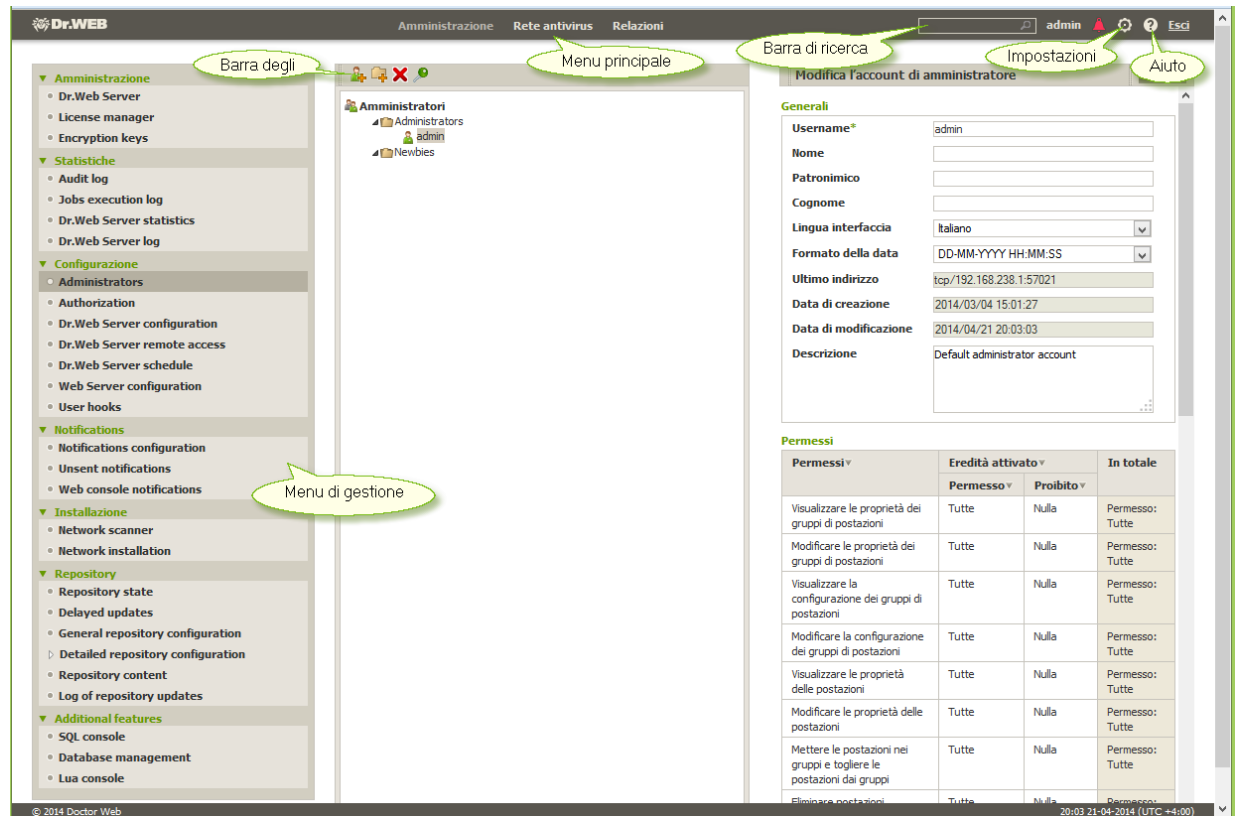 Dr.WEB
Amministrazione Rete antivirus Relazioni
admin Esci
Barra degli
Menu principale
Barra di ricerca
Impostazioni
Aiuto
Menu di gestione
Amministrazione
Dr.Web Server
License manager
Encryption keys
Statistiche
Audit log
Jobs execution log
Dr.Web Server statistics
Dr.Web Server log
Configurazione
Administrators
Authorization
Dr.Web Server configuration
Dr.Web Server remote access
Dr.Web Server schedule
Web Server configuration
User hooks
Notifications
Notifications configuration
Unsent notifications
Web console notifications
Installazione
Network scanner
Network installation
Repository
Repository state
Delayed updates
General repository configuration
Detailed repository configuration
Repository content
Log of repository updates
Additional features
SQL console
Database management
Lua console
Amministratori
Administrators
admin
Newbies
Modifica l'account di amministratore
Generali
Username* admin
Nome
Patronimico
Cognome
Lingua interfaccia Italiano
Formato della data DD-MM-YYYY HH:MM:SS
Ultimo indirizzo tcp/192.168.238.1:57021
Data di creazione 2014/03/04 15:01:27
Data di modificazione 2014/04/21 20:03:03
Descrizione Default administrator account
Permessi
Permessi Eredità attivato In totale
Permesso Proibito
Visualizzare le proprietà dei Tutte Nulla Permesso:
gruppi di postazioni Tutte
Modificare le proprietà dei Tutte Nulla Permesso:
gruppi di postazioni Tutte
Visualizzare la Tutte Nulla Permesso:
configurazione dei gruppi di Tutte
postazioni
Modificare la configurazione Tutte Nulla Permesso:
dei gruppi di postazioni Tutte
Visualizzare le proprietà Tutte Nulla Permesso:
delle postazioni Tutte
Modificare le proprietà delle Tutte Nulla Permesso:
postazioni Tutte
Mettere le postazioni nei Tutte Nulla Permesso:
gruppi e togliere le Tutte
postazioni dai gruppi
Eliminare postazioni Tutte Nulla Permesso:
© 2014 Doctor Web 20:03 21-04-2014 (UTC +4:00)